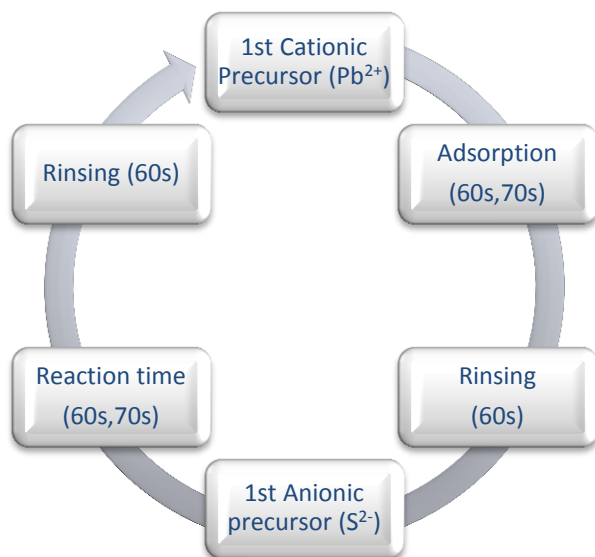 1st Cationic
Precursor (Pb²⁺)
Adsorption
(60s,70s)
Rinsing
(60s)
1st Anionic
precursor (S²⁻)
Reaction time
(60s,70s)
Rinsing (60s)